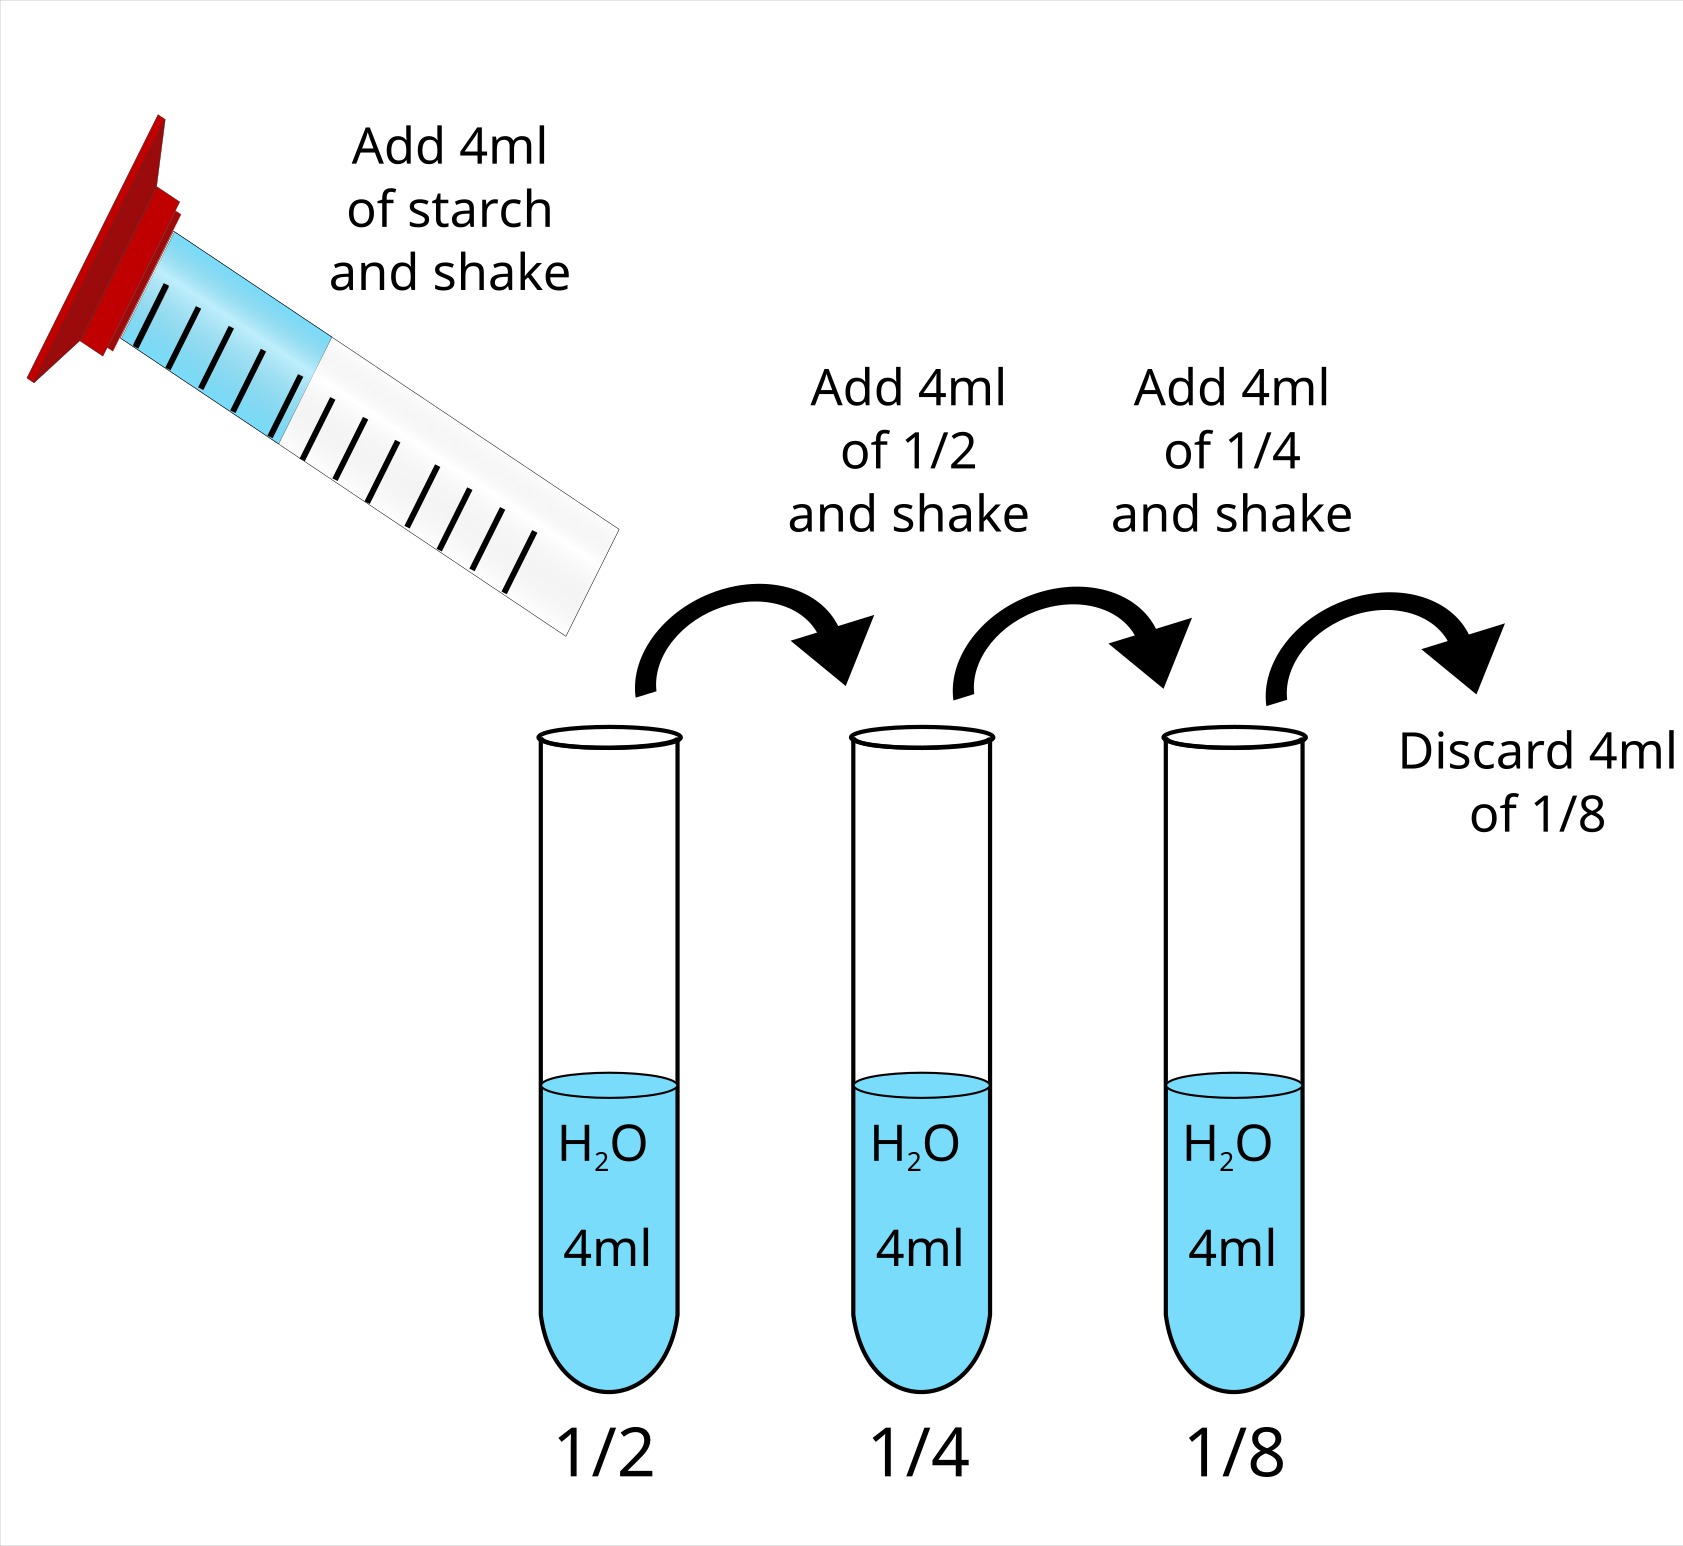 Add 4ml
of starch
and shake
Add 4ml
of 1/2
and shake
Add 4ml
of 1/4
and shake
Discard 4ml
of 1/8
H₂O
4ml
H₂O
4ml
H₂O
4ml
1/2
1/4
1/8